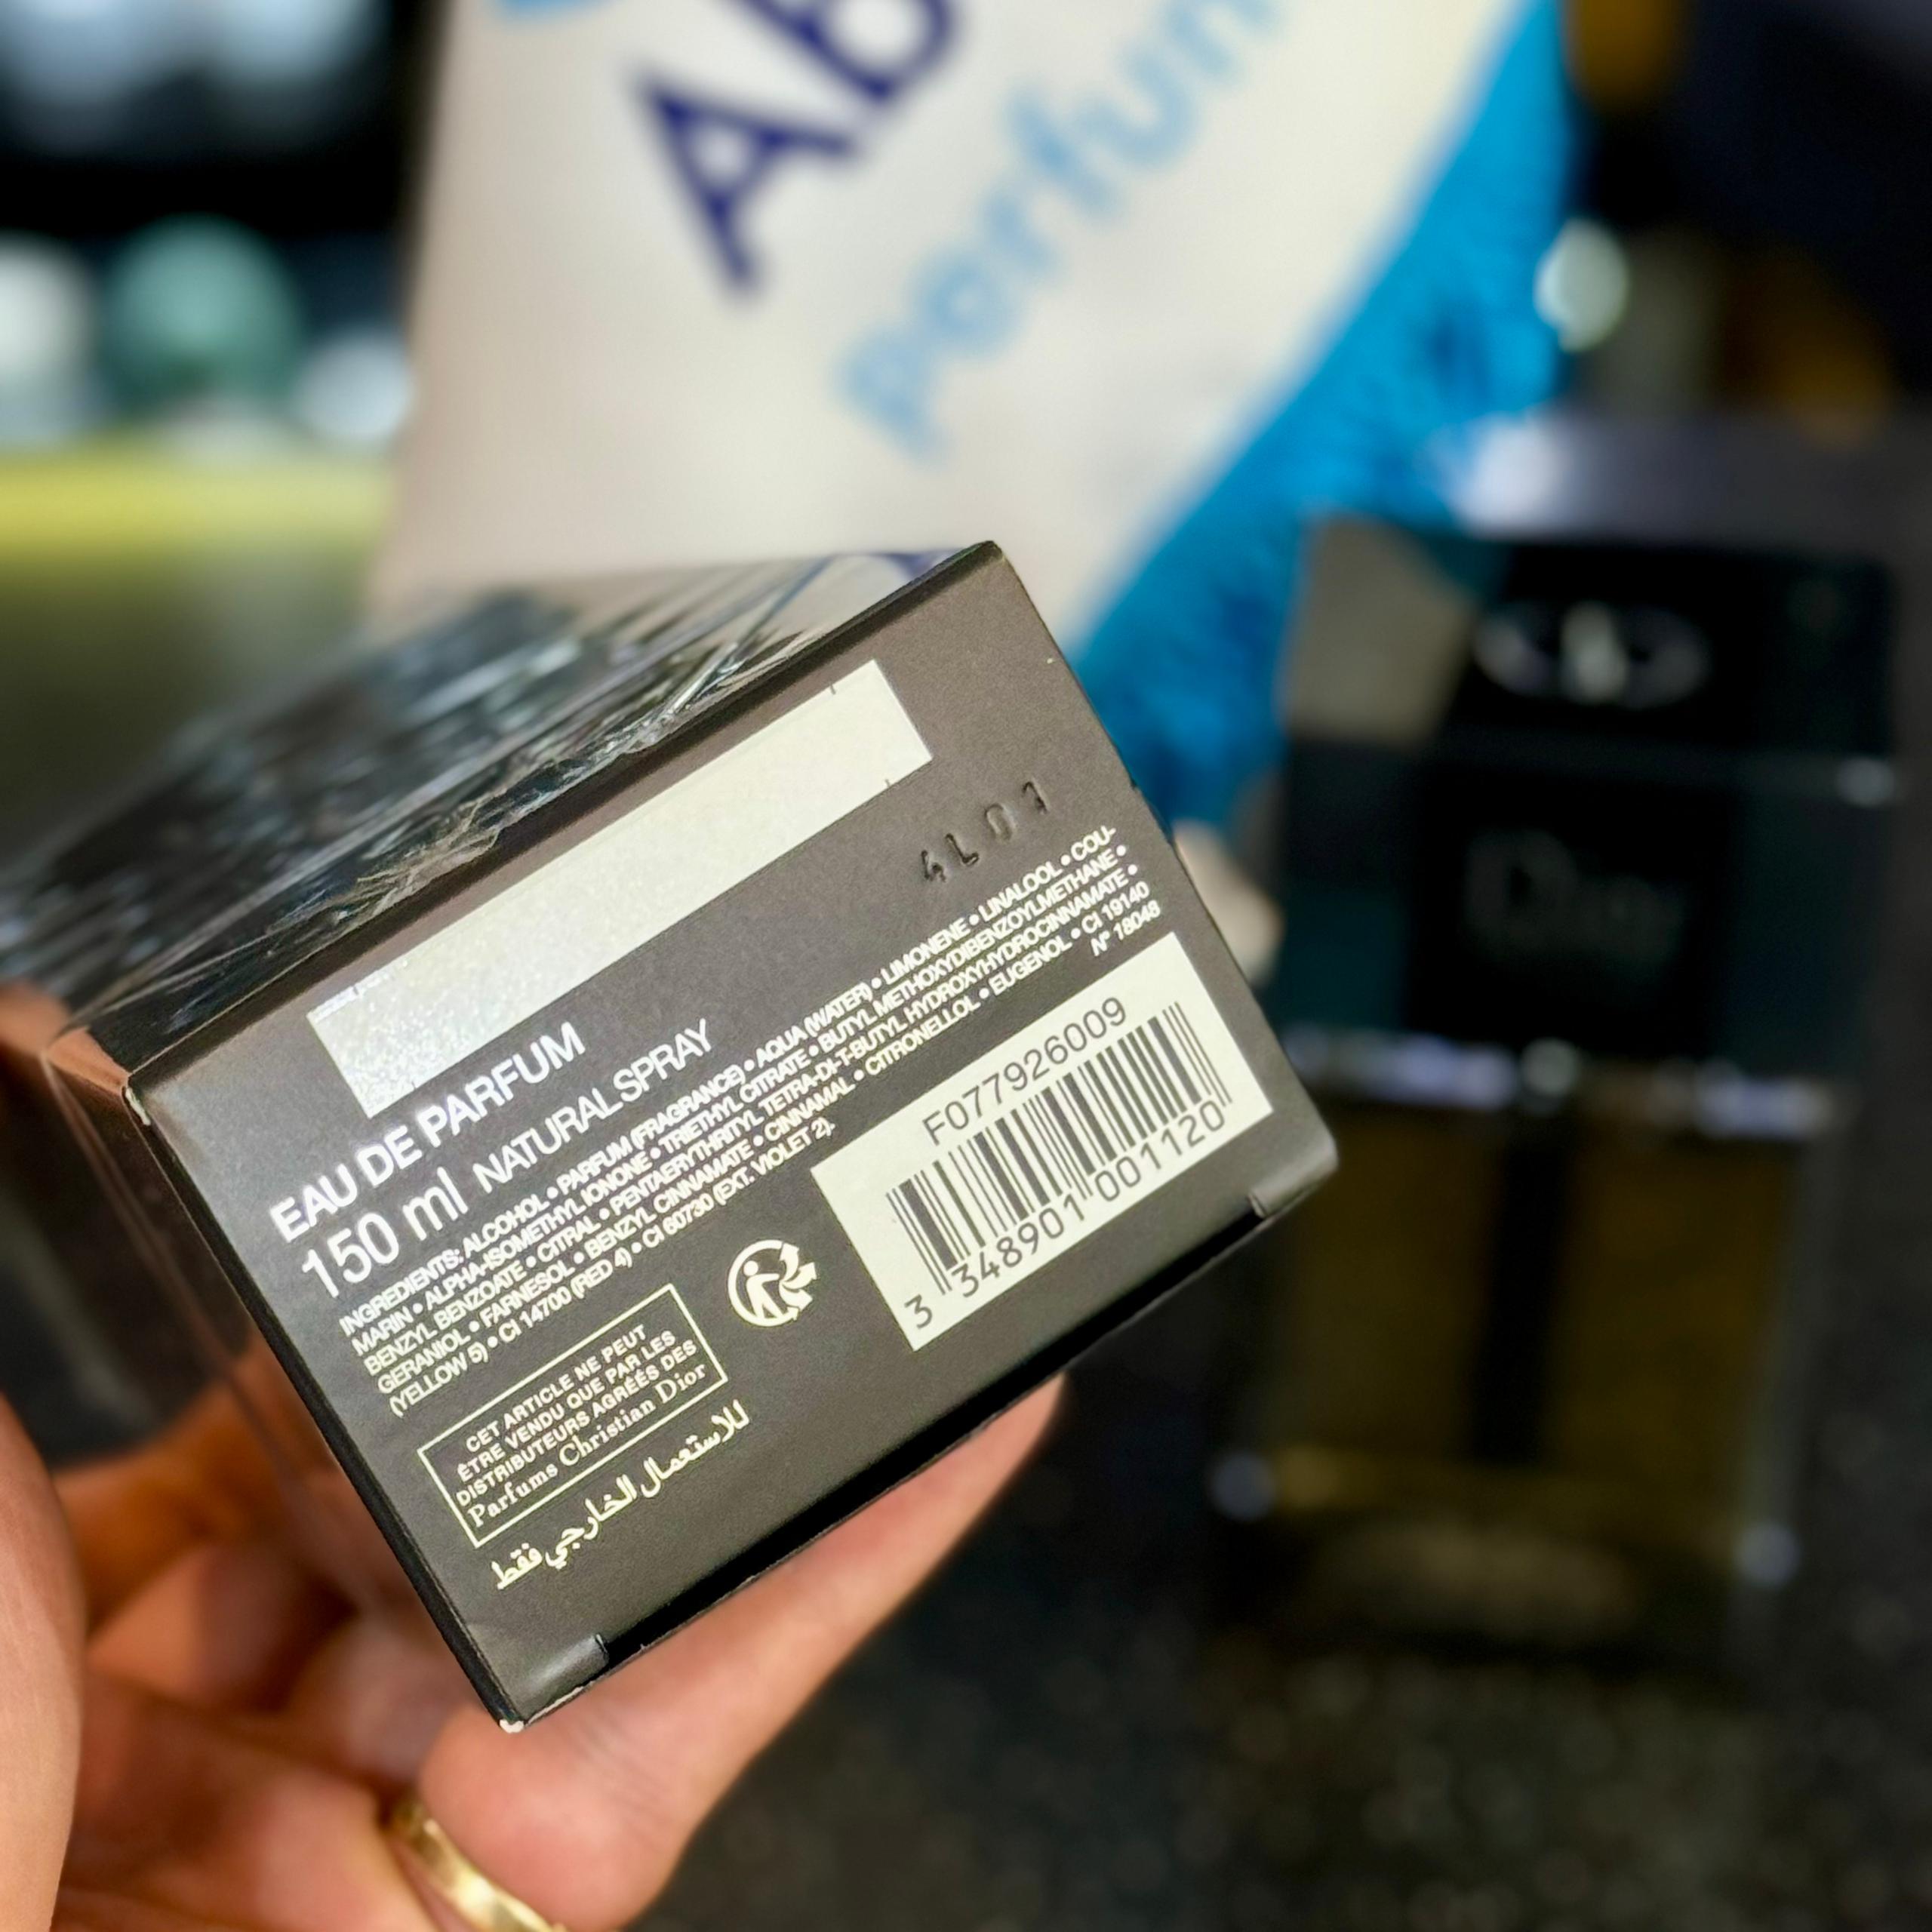 Ab
parfum
4L01
EAU DE PARFUM
150 ml NATURAL SPRAY
INGREDIENTS: ALCOHOL • PARFUM (FRAGRANCE) • AQUA (WATER) • LIMONENE • LINALOOL • COU-
MARIN • ALPHA-ISOMETHYL IONONE • TRIETHYL CITRATE • BUTYL METHOXYDIBENZOYLMETHANE •
BENZYL BENZOATE • CITRAL • PENTAERYTHRITYL TETRA-DI-T-BUTYL HYDROXYHYDROCINNAMATE •
GERANIOL • FARNESOL • BENZYL CINNAMATE • CINNAMAL • CITRONELLOL • EUGENOL • CI 19140
(YELLOW 5) • CI 14700 (RED 4) • CI 60730 (EXT. VIOLET 2).
N° 18048
F077926009
3 348901 001120
CET ARTICLE NE PEUT
ÊTRE VENDU QUE PAR LES
DISTRIBUTEURS AGRÉÉS DES
Parfums Christian Dior
للاستعمال الخارجي فقط
Dior